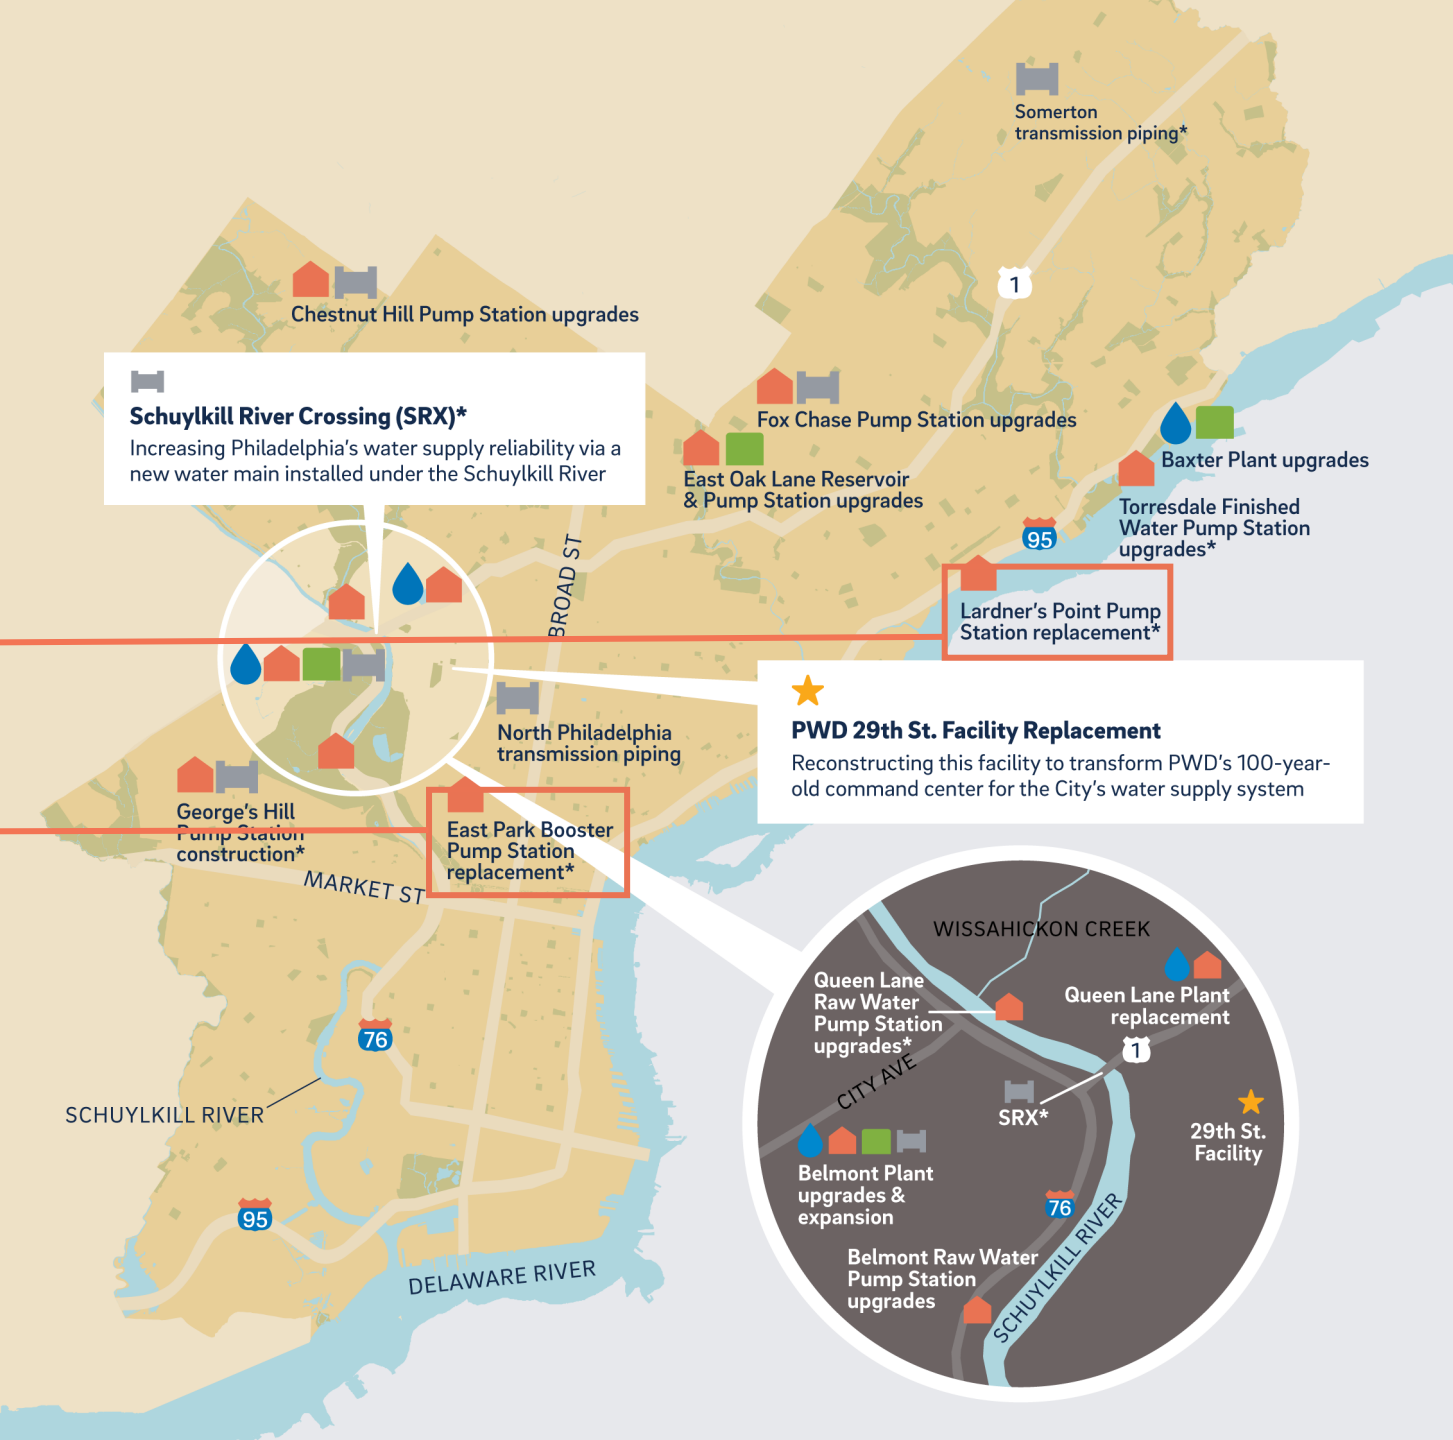 Somerton
transmission piping*
1
Chestnut Hill Pump Station upgrades
Schuylkill River Crossing (SRX)*
Increasing Philadelphia's water supply reliability via a
new water main installed under the Schuylkill River
Fox Chase Pump Station upgrades
East Oak Lane Reservoir
& Pump Station upgrades
Baxter Plant upgrades
Torresdale Finished
Water Pump Station
upgrades*
95
BROAD ST
Lardner's Point Pump
Station replacement*
North Philadelphia
transmission piping
PWD 29th St. Facility Replacement
Reconstructing this facility to transform PWD's 100-year-
old command center for the City's water supply system
George's Hill
Pump Station
construction*
East Park Booster
Pump Station
replacement*
MARKET ST
76
SCHUYLKILL RIVER
95
DELAWARE RIVER
WISSAHICKON CREEK
Queen Lane
Raw Water
Pump Station
upgrades*
Queen Lane Plant
replacement
1
CITY AVE
SRX*
29th St.
Facility
Belmont Plant
upgrades &
expansion
76
Belmont Raw Water
Pump Station
upgrades
SCHUYLKILL RIVER